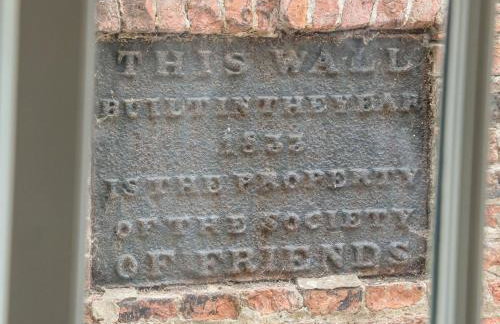 THIS WALL
BUILT IN THE YEAR
1833
IS THE PROPERTY
OF THE SOCIETY
OF FRIENDS